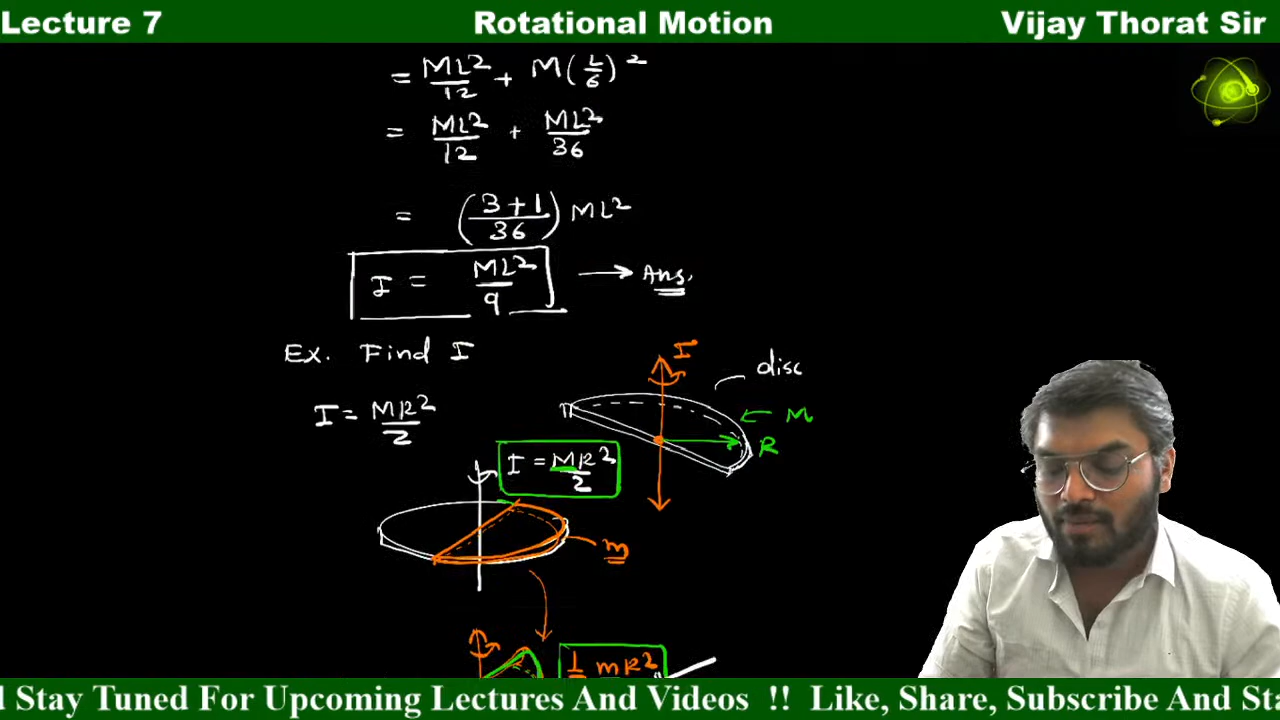 Lecture 7 Rotational Motion Vijay Thorat Sir
= ML²/12 + M(L/6)²
= ML²/12 + ML²/36
= (3+1/36) ML²
I = ML²/9 → Ans.
Ex. Find I
I
disc
I = MR²/2
M
R
I = MR²/2
m
1/2 mR²
d Stay Tuned For Upcoming Lectures And Videos !! Like, Share, Subscribe And Sta